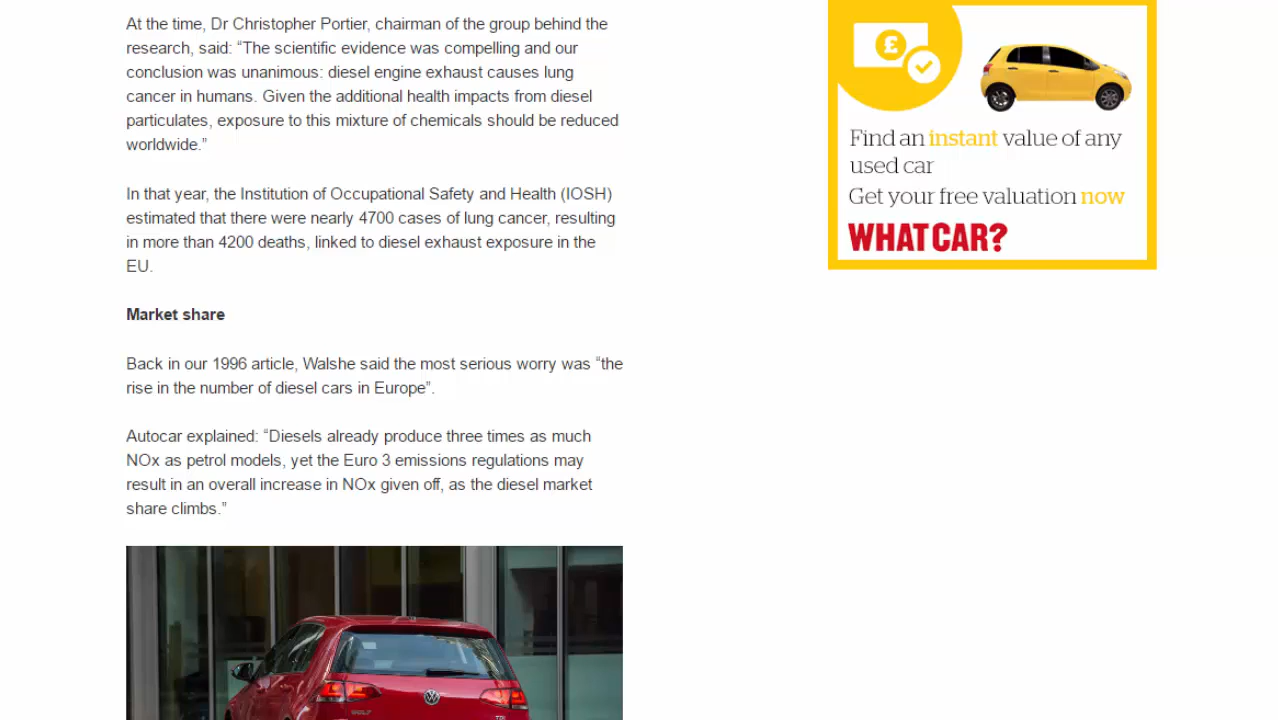 At the time, Dr Christopher Portier, chairman of the group behind the
research, said: “The scientific evidence was compelling and our
conclusion was unanimous: diesel engine exhaust causes lung
cancer in humans. Given the additional health impacts from diesel
particulates, exposure to this mixture of chemicals should be reduced
worldwide.”
In that year, the Institution of Occupational Safety and Health (IOSH)
estimated that there were nearly 4700 cases of lung cancer, resulting
in more than 4200 deaths, linked to diesel exhaust exposure in the
EU.
Market share
Back in our 1996 article, Walshe said the most serious worry was “the
rise in the number of diesel cars in Europe”.
Autocar explained: “Diesels already produce three times as much
NOx as petrol models, yet the Euro 3 emissions regulations may
result in an overall increase in NOx given off, as the diesel market
share climbs.”
GOLF
TDI
£
Find an instant value of any
used car
Get your free valuation now
WHAT CAR?